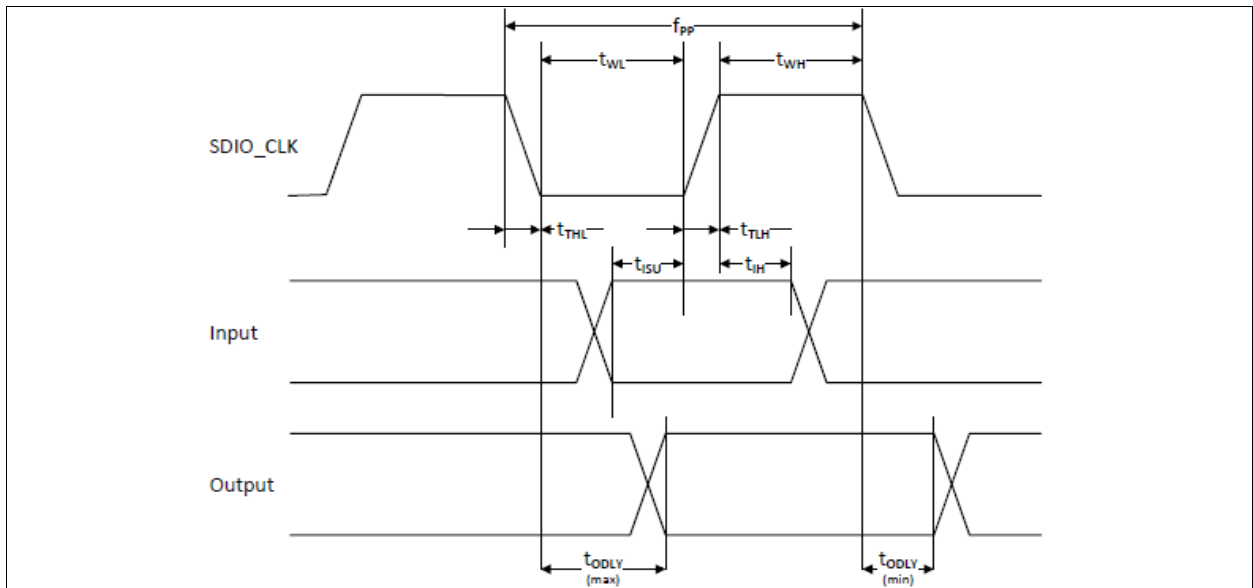 fPP
tWL
tWH
SDIO_CLK
tTHL
tTLH
tISU
tIH
Input
Output
tODLY
(max)
tODLY
(min)